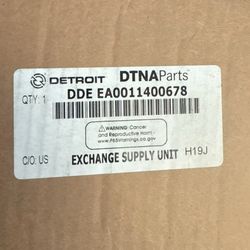 DETROIT DTNAParts
QTY: 1 DDE EA0011400678
WARNING: Cancer
and Reproductive Harm -
www.P65Warnings.ca.gov
C/O: US EXCHANGE SUPPLY UNIT H19J